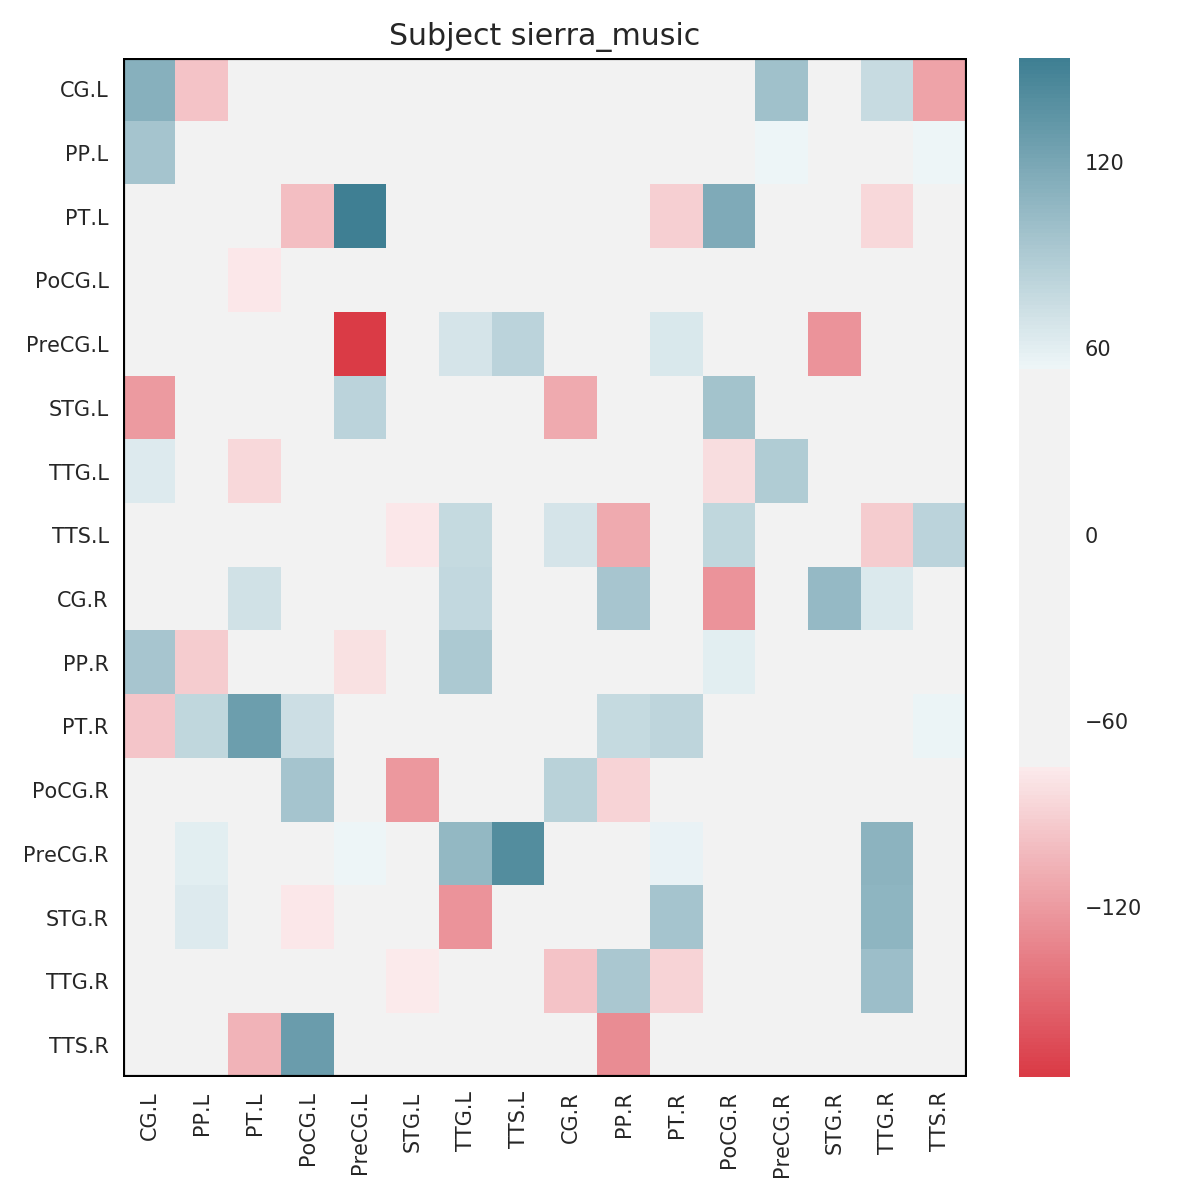 Subject sierra_music
CG.L
PP.L
PT.L
PoCG.L
PreCG.L
STG.L
TTG.L
TTS.L
CG.R
PP.R
PT.R
PoCG.R
PreCG.R
STG.R
TTG.R
TTS.R
CG.L
PP.L
PT.L
PoCG.L
PreCG.L
STG.L
TTG.L
TTS.L
CG.R
PP.R
PT.R
PoCG.R
PreCG.R
STG.R
TTG.R
TTS.R
120
60
0
−60
−120